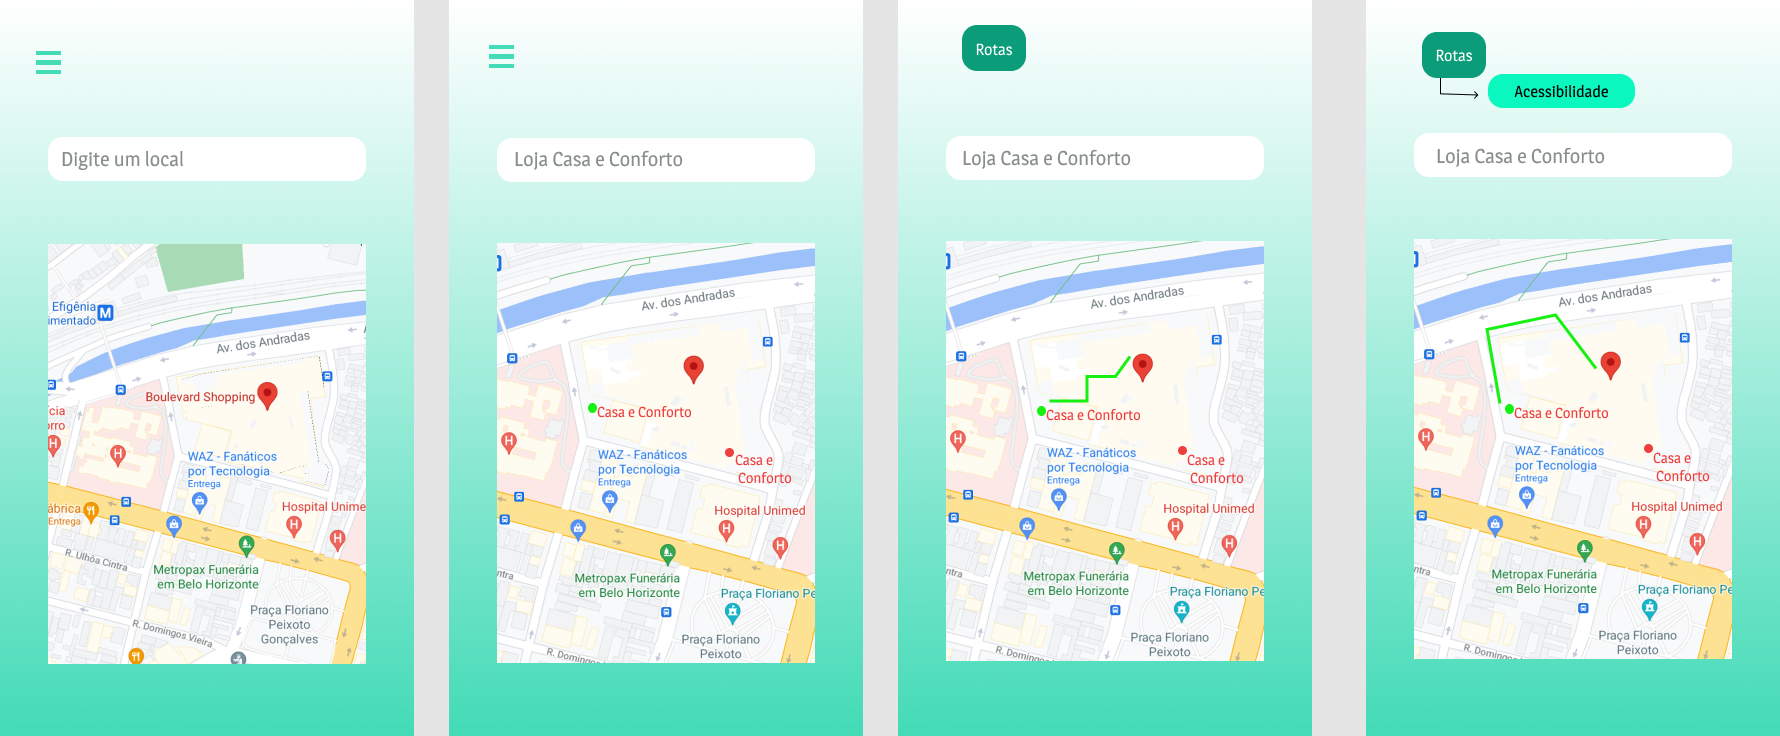 Digite um local
Efigênia
imentado
M
Av. dos Andradas
Boulevard Shopping
cia
orro
H
H
WAZ - Fanáticos
por Tecnologia
Entrega
ábrica
Entrega
Hospital Unime
H
H
R. Ulhôa Cintra
Metropax Funerária
em Belo Horizonte
Praça Floriano
Peixoto
Gonçalves
R. Domingos Vieira
Loja Casa e Conforto
Av. dos Andradas
Casa e Conforto
H
WAZ - Fanáticos
por Tecnologia
Entrega
Casa e
Conforto
Hospital Unimed
H
H
ntra
Metropax Funerária
em Belo Horizonte
Praça Floriano Pe
Praça Floriano
Peixoto
R. Domingo
Rotas
Loja Casa e Conforto
Av. dos Andradas
Casa e Conforto
H
WAZ - Fanáticos
por Tecnologia
Entrega
Casa e
Conforto
Hospital Unimed
H
H
ntra
Metropax Funerária
em Belo Horizonte
Praça Floriano Pe
Praça Floriano
Peixoto
R. Domingos
Rotas
Acessibilidade
Loja Casa e Conforto
Av. dos Andradas
Casa e Conforto
H
WAZ - Fanáticos
por Tecnologia
Entrega
Casa e
Conforto
Hospital Unimed
H
H
ntra
Metropax Funerária
em Belo Horizonte
Praça Floriano Pe
Praça Floriano
Peixoto
R. Domingos